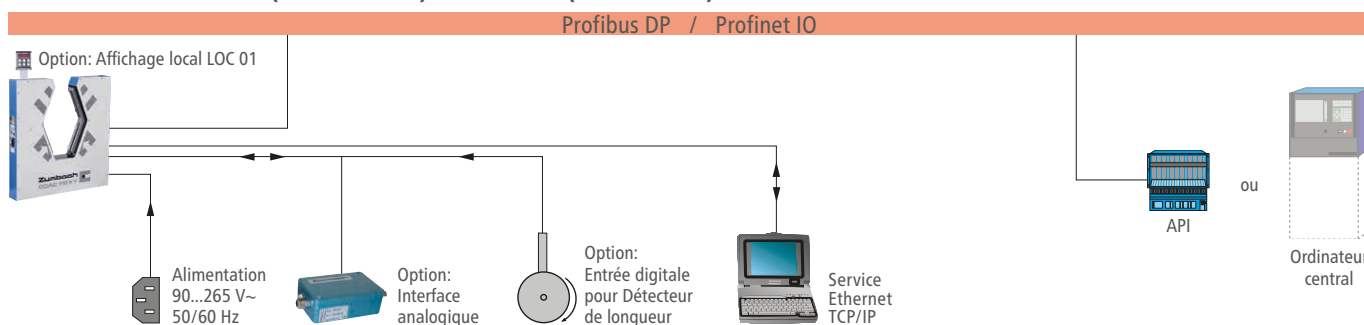 Profibus DP / Profinet IO
Option: Affichage local LOC 01
Zumbach
Alimentation
90...265 V~
50/60 Hz
Option:
Interface
analogique
Option:
Entrée digitale
pour Détecteur
de longueur
Service
Ethernet
TCP/IP
API
ou
Ordinateur
central